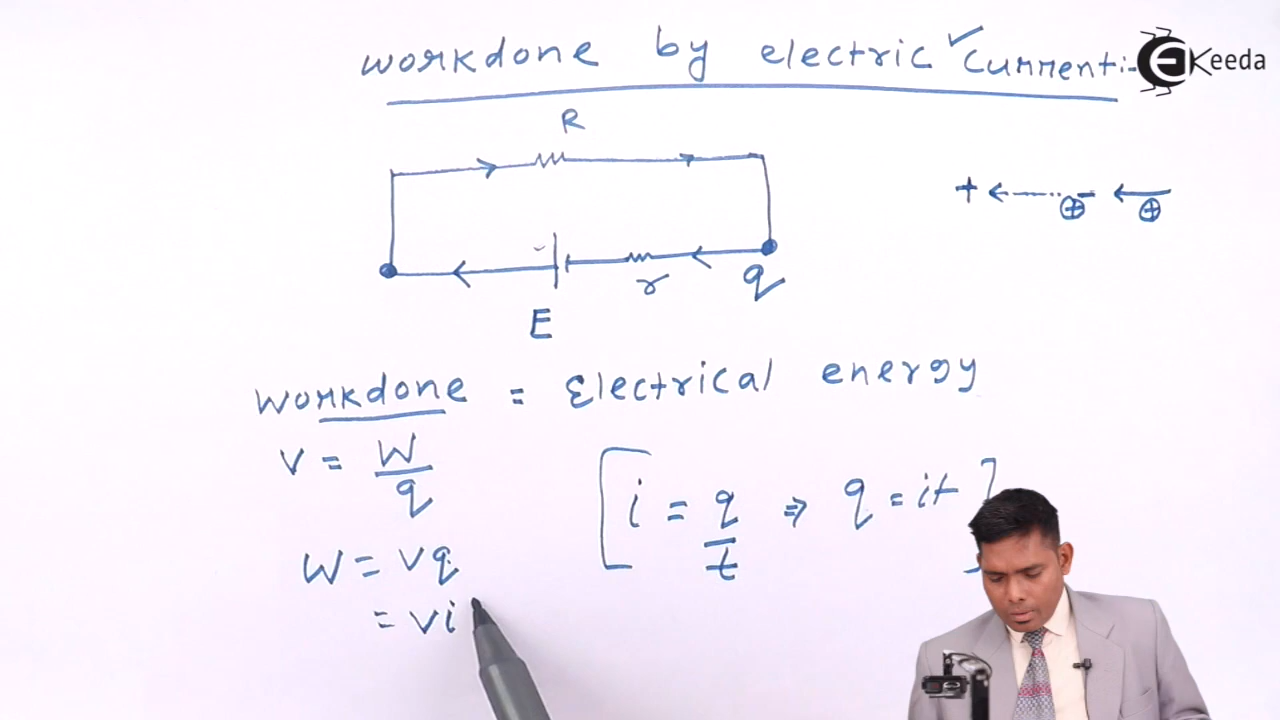 workdone by electric current:-
EKeeda
R
+ -
+ +
E r q
workdone = Electrical energy
V = W/q
[i = q/t ⇒ q = it]
W = Vq
= Vi